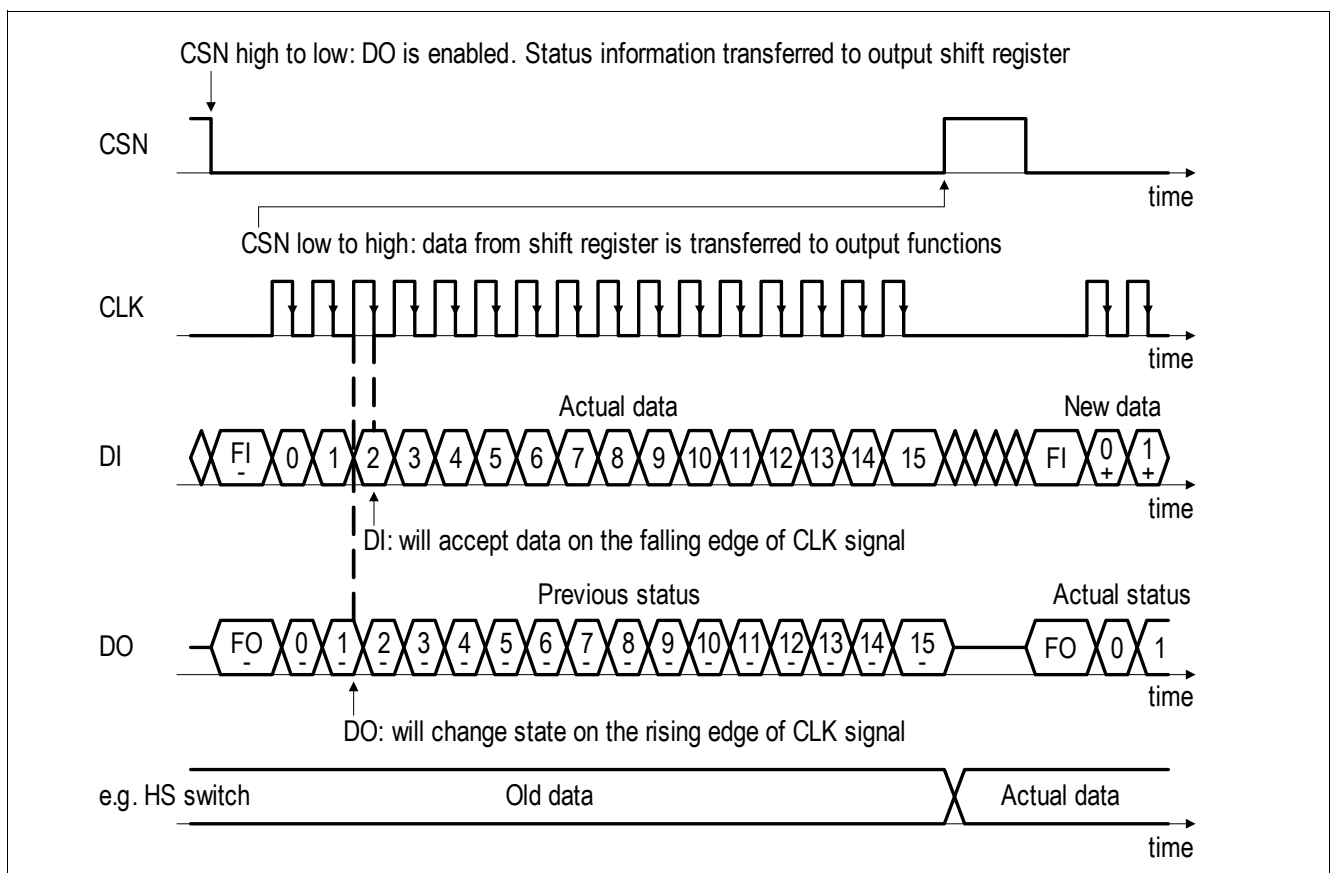 CSN high to low: DO is enabled. Status information transferred to output shift register
CSN
time
CSN low to high: data from shift register is transferred to output functions
CLK
time
Actual data
New data
DI
FI - 0 1 2 3 4 5 6 7 8 9 10 11 12 13 14 15 FI 0 + 1 +
time
DI: will accept data on the falling edge of CLK signal
Previous status
Actual status
DO
FO - 0 - 1 - 2 - 3 - 4 - 5 - 6 - 7 - 8 - 9 - 10 - 11 - 12 - 13 - 14 - 15 - FO 0 1
time
DO: will change state on the rising edge of CLK signal
e.g. HS switch
Old data
Actual data
time